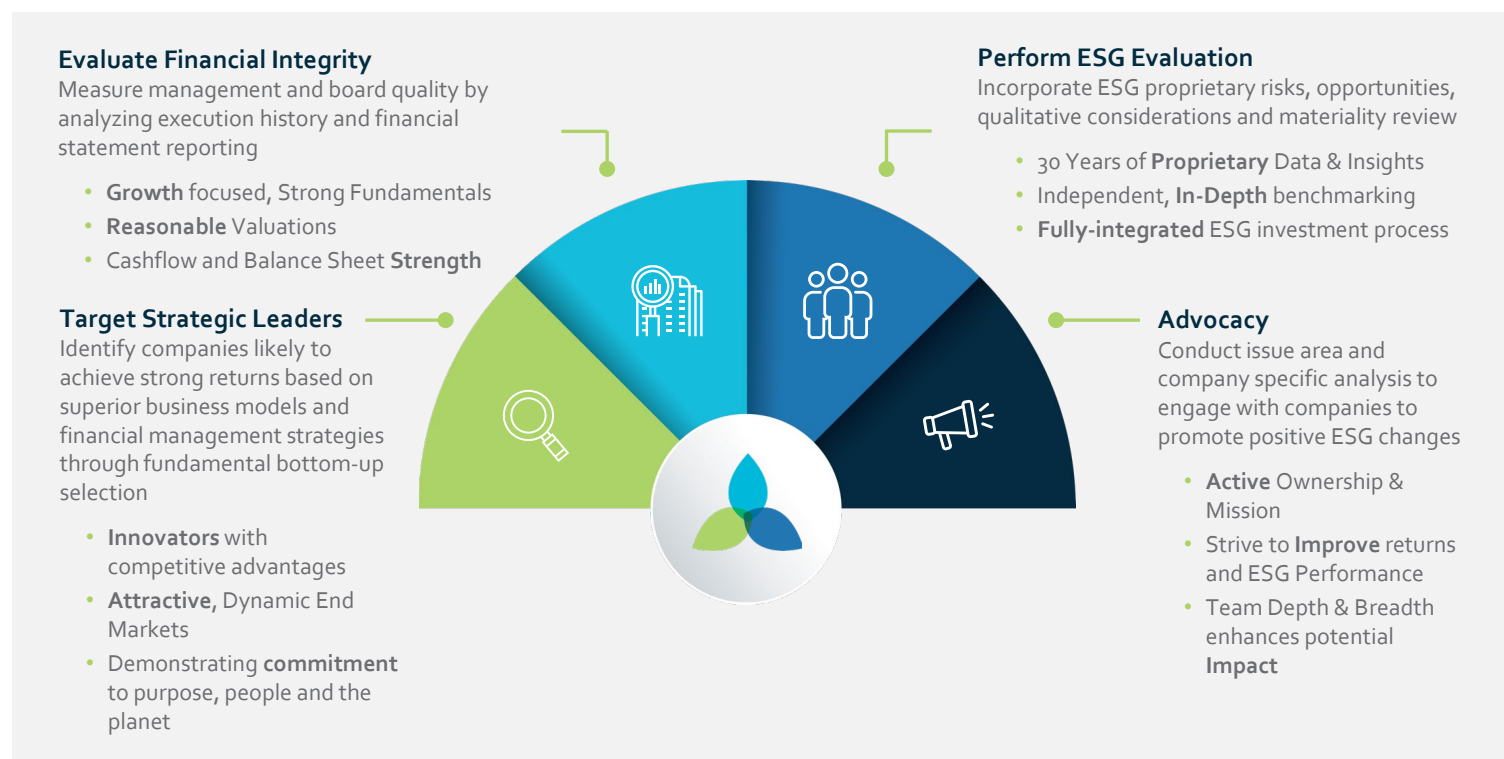 Evaluate Financial Integrity
Measure management and board quality by
analyzing execution history and financial
statement reporting
• Growth focused, Strong Fundamentals
• Reasonable Valuations
• Cashflow and Balance Sheet Strength
Target Strategic Leaders
Identify companies likely to
achieve strong returns based on
superior business models and
financial management strategies
through fundamental bottom-up
selection
• Innovators with
competitive advantages
• Attractive, Dynamic End
Markets
• Demonstrating commitment
to purpose, people and the
planet
Perform ESG Evaluation
Incorporate ESG proprietary risks, opportunities,
qualitative considerations and materiality review
• 30 Years of Proprietary Data & Insights
• Independent, In-Depth benchmarking
• Fully-integrated ESG investment process
Advocacy
Conduct issue area and
company specific analysis to
engage with companies to
promote positive ESG changes
• Active Ownership &
Mission
• Strive to Improve returns
and ESG Performance
• Team Depth & Breadth
enhances potential
Impact